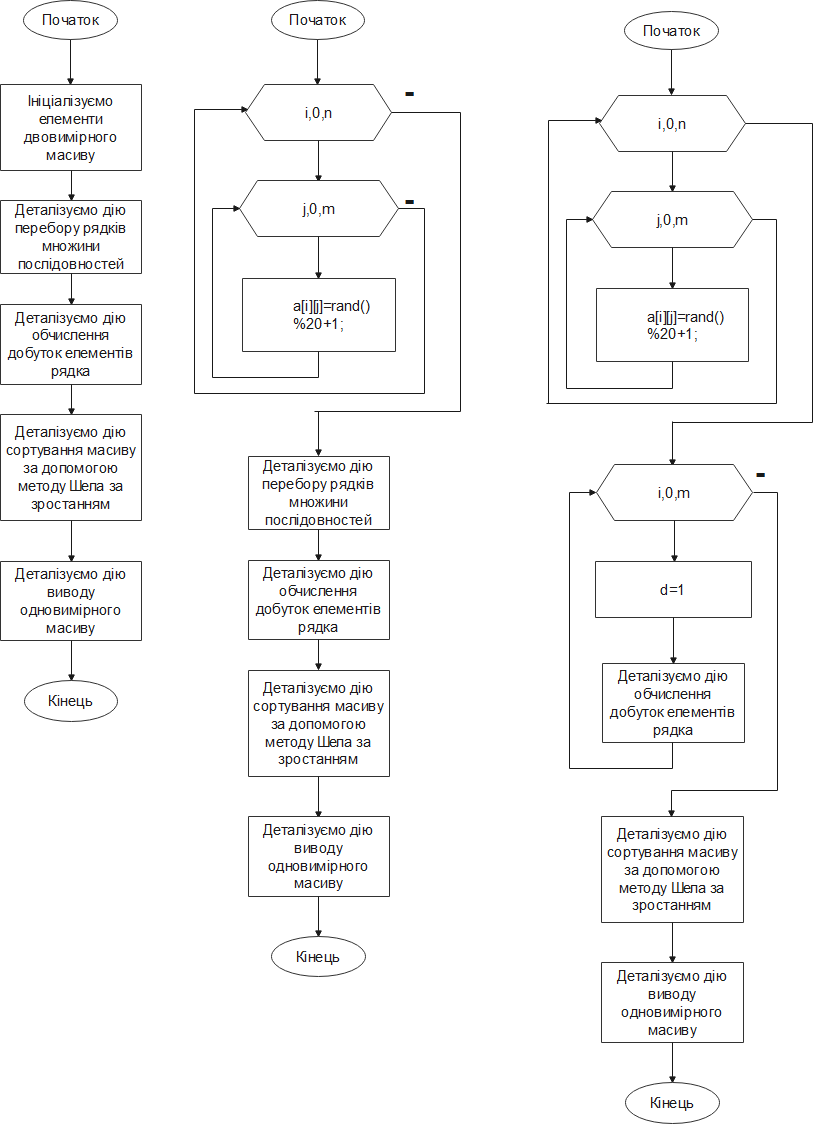 Початок
Ініціалізуємо
елементи
двовимірного
масиву
Деталізуємо дію
перебору рядків
множини
послідовностей
Деталізуємо дію
обчислення
добуток елементів
рядка
Деталізуємо дію
сортування масиву
за допомогою
методу Шела за
зростанням
Деталізуємо дію
виводу
одновимірного
масиву
Кінець
Початок
i,0,n
-
j,0,m
-
a[i][j]=rand()
%20+1;
Деталізуємо дію
перебору рядків
множини
послідовностей
Деталізуємо дію
обчислення
добуток елементів
рядка
Деталізуємо дію
сортування масиву
за допомогою
методу Шела за
зростанням
Деталізуємо дію
виводу
одновимірного
масиву
Кінець
Початок
i,0,n
j,0,m
a[i][j]=rand()
%20+1;
i,0,m
-
d=1
Деталізуємо дію
обчислення
добуток елементів
рядка
Деталізуємо дію
сортування масиву
за допомогою
методу Шела за
зростанням
Деталізуємо дію
виводу
одновимірного
масиву
Кінець